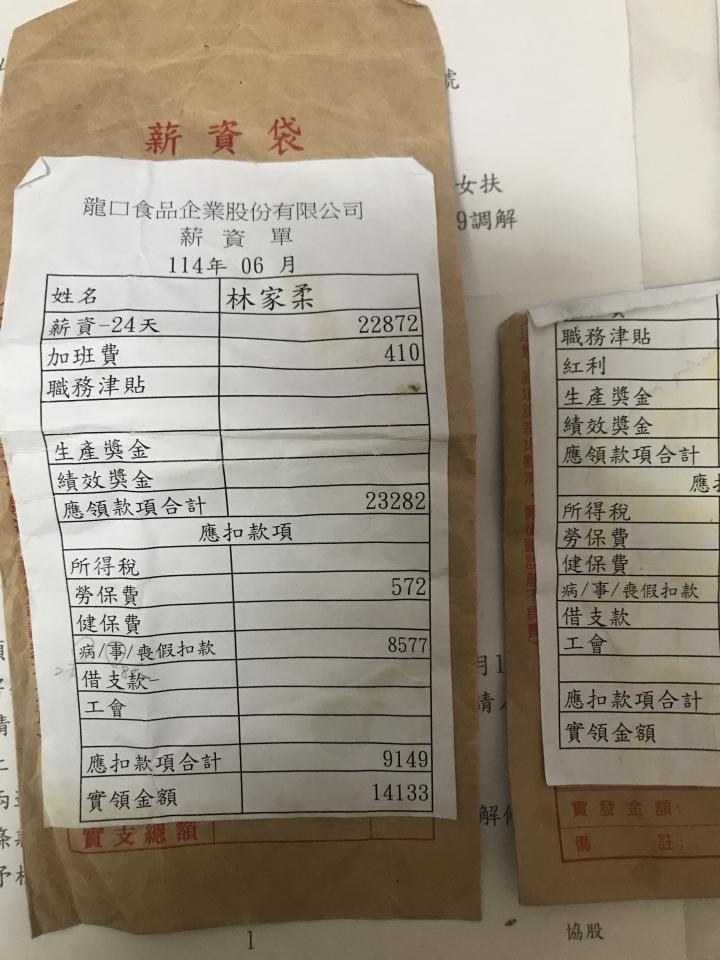 薪資袋
龍口食品企業股份有限公司
薪資單
114年 06 月
姓名 林家柔
薪資-24天 22872
加班費 410
職務津貼
生產獎金
績效獎金
應領款項合計 23282
應扣款項
所得稅
勞保費 572
健保費
病/事/喪假扣款 8577
借支款
工會
應扣款項合計 9149
實領金額 14133
實支總額
號
女扶
9調解
月1
請人
解
1
協股
職務津貼
紅利
生產獎金
績效獎金
應領款項合計
應
所得稅
勞保費
健保費
病/事/喪假扣款
借支款
工會
應扣款項合計
實領金額
實發金額:
備註: